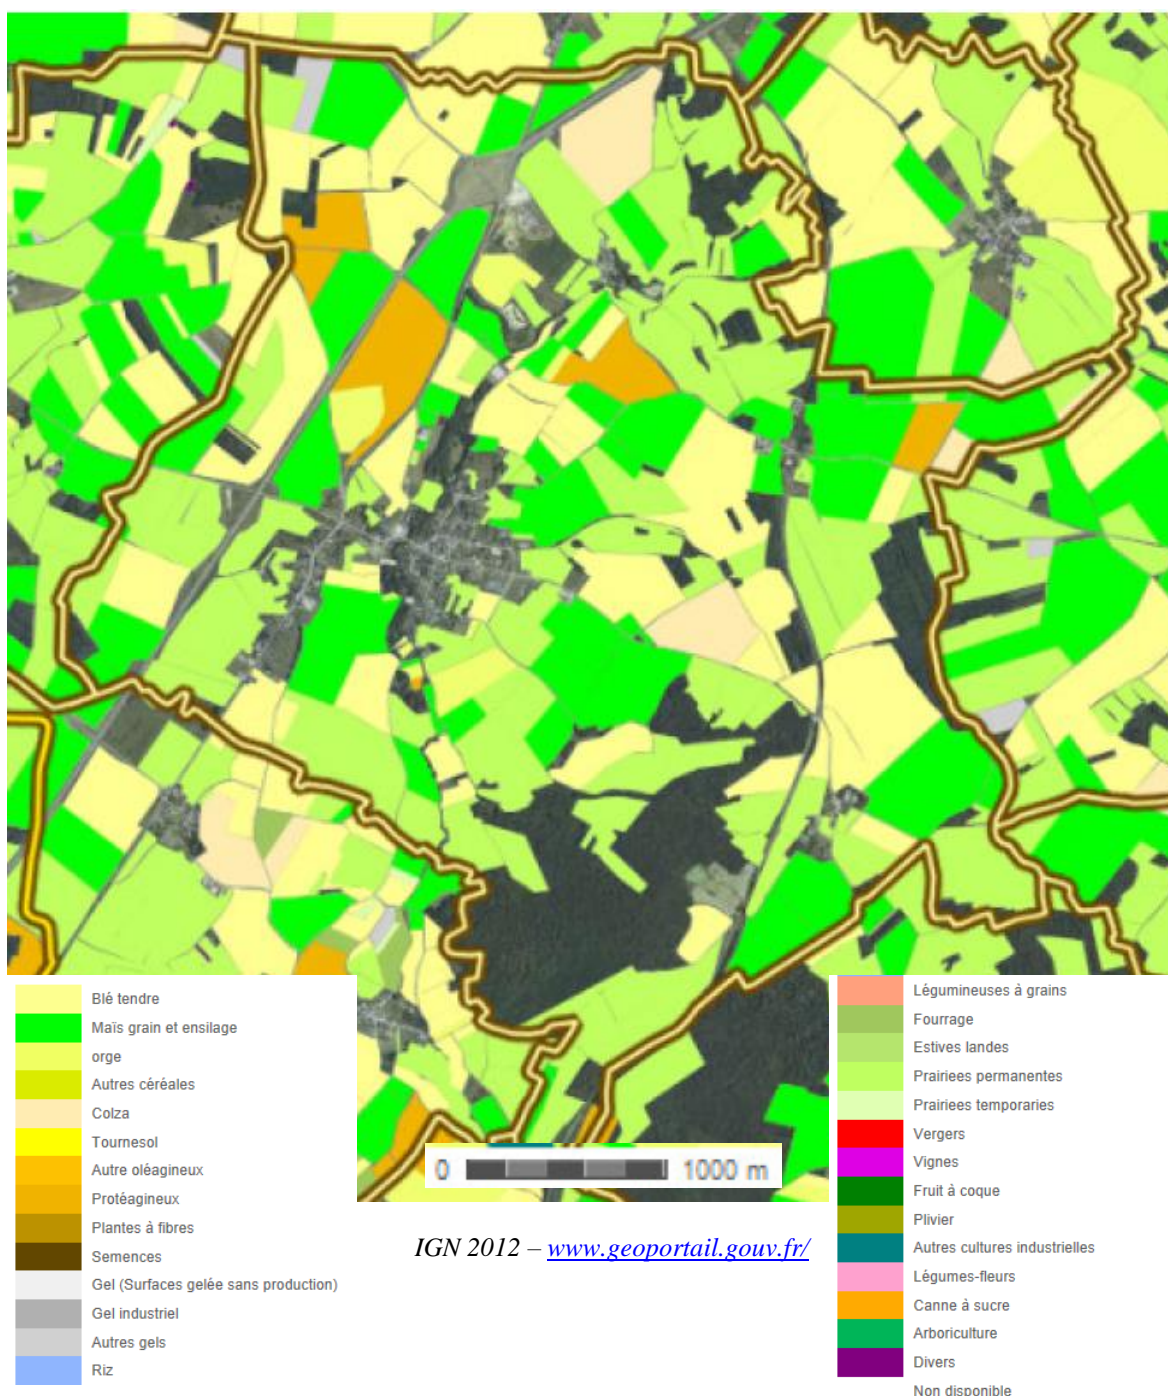 Blé tendre
Maïs grain et ensilage
orge
Autres céréales
Colza
Tournesol
Autre oléagineux
Protéagineux
Plantes à fibres
Semences
Gel (Surfaces gelée sans production)
Gel industriel
Autres gels
Riz
0 1000 m
IGN 2012 – www.geoportail.gouv.fr/
Légumineuses à grains
Fourrage
Estives landes
Prairiees permanentes
Prairiees temporaries
Vergers
Vignes
Fruit à coque
Plivier
Autres cultures industrielles
Légumes-fleurs
Canne à sucre
Arboriculture
Divers
Non disponible